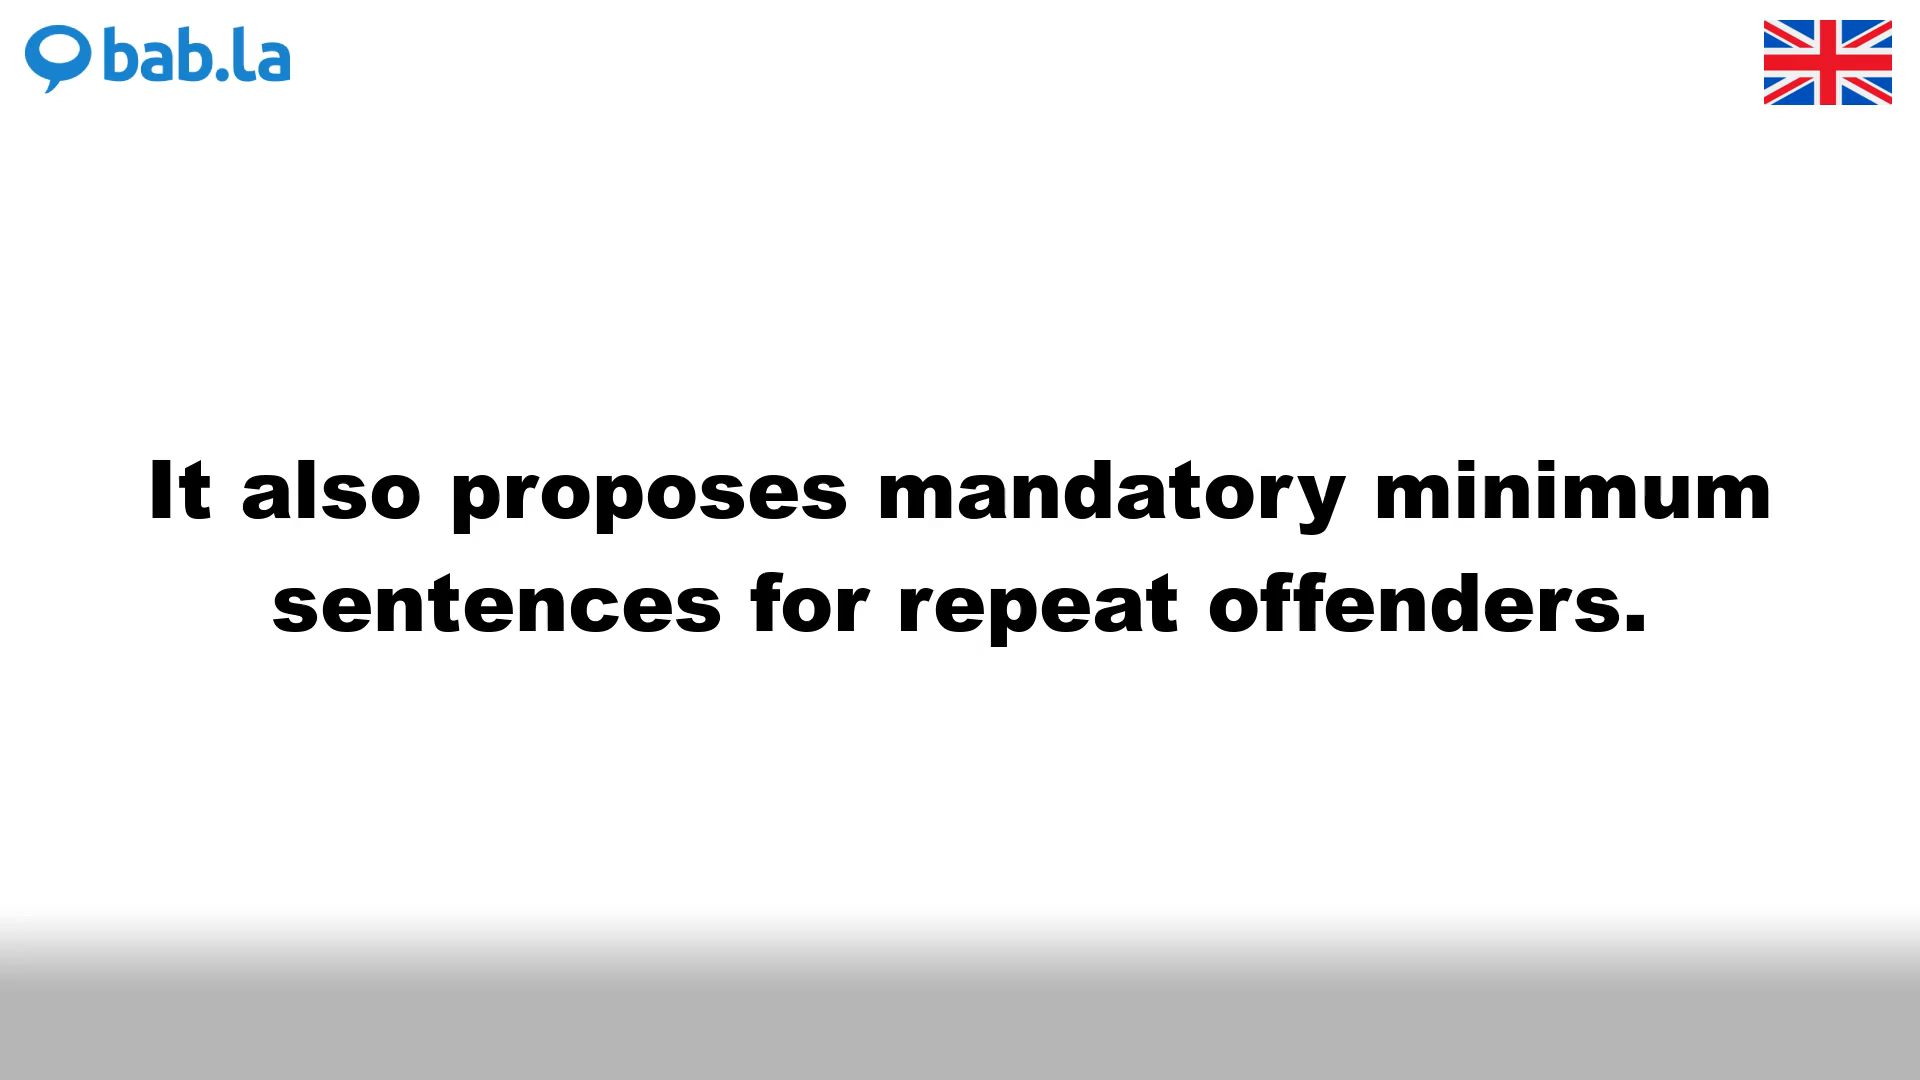 bab.la
It also proposes mandatory minimum
sentences for repeat offenders.